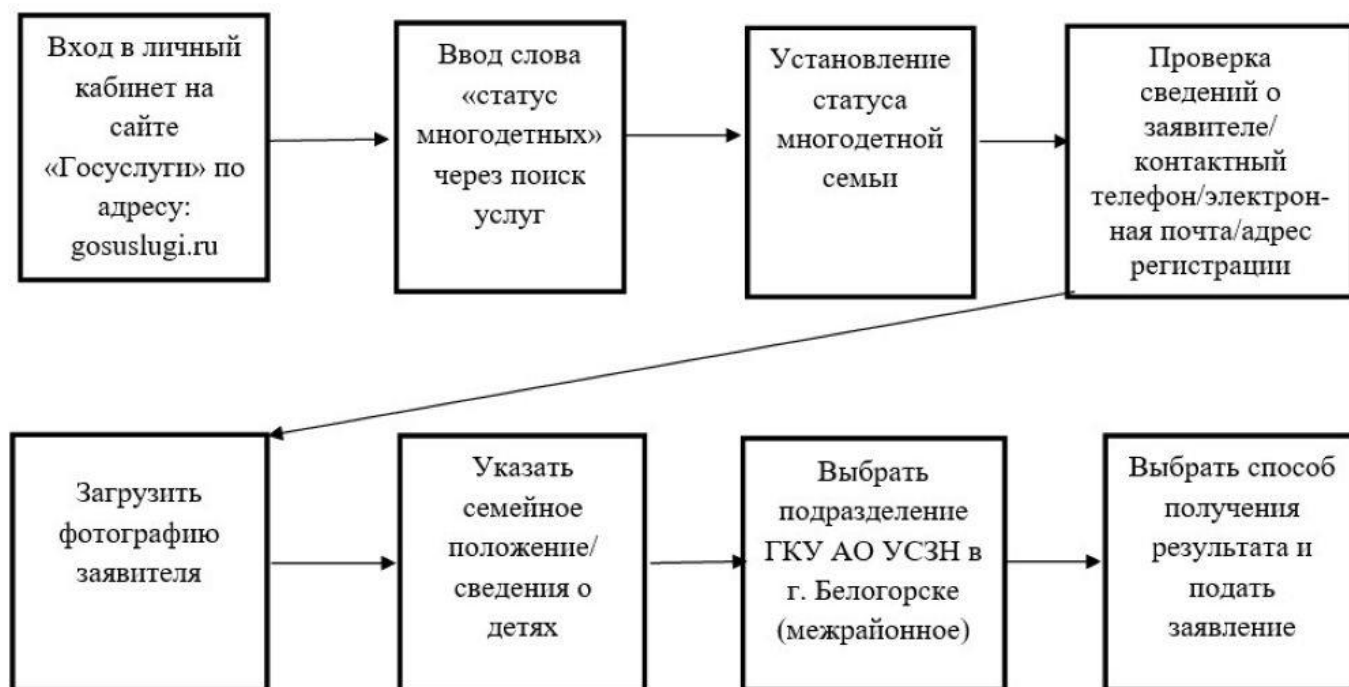 Вход в личный
кабинет на
сайте
«Госуслуги» по
адресу:
gosuslugi.ru
Ввод слова
«статус
многодетных»
через поиск
услуг
Установление
статуса
многодетной
семьи
Проверка
сведений о
заявителе/
контактный
телефон/электрон-
ная почта/адрес
регистрации
Загрузить
фотографию
заявителя
Указать
семейное
положение/
сведения о
детях
Выбрать
подразделение
ГКУ АО УСЗН в
г. Белогорске
(межрайонное)
Выбрать способ
получения
результата и
подать
заявление